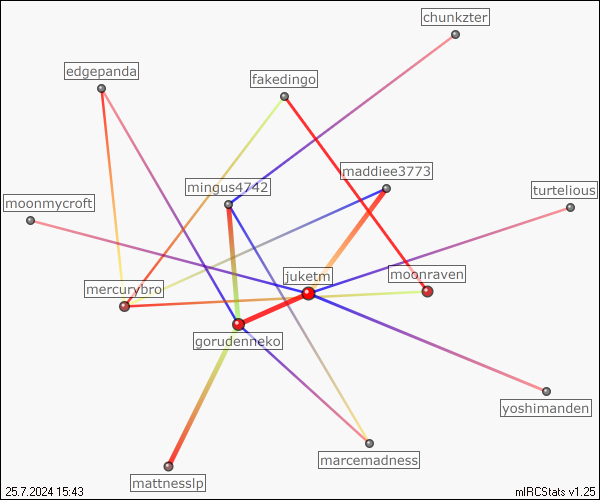 chunkzter
edgepanda
fakedingo
maddiee3773
mingus4742
turtelious
moonmycroft
juketm
moonraven
mercurybro
gorudenneko
yoshimanden
marcemadness
mattnesslp
25.7.2024 15:43
mIRCStats v1.25